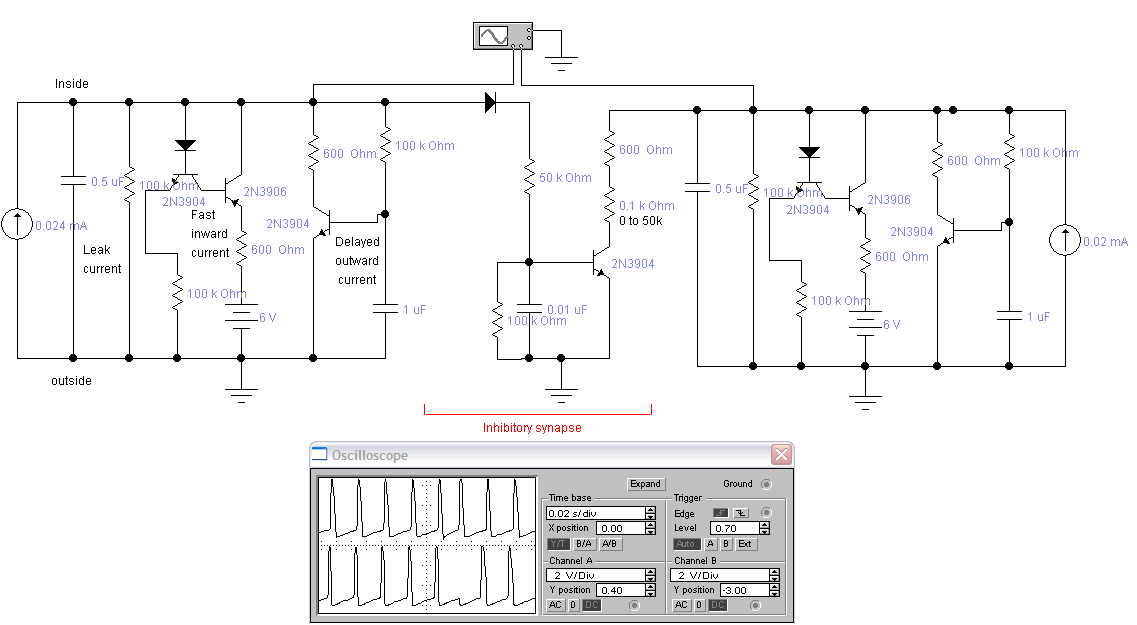 Inside
0.024 mA
0.5 uF
Leak
current
100 k Ohm
2N3904
Fast
inward
current
2N3906
600 Ohm
100 k Ohm
6 V
600 Ohm
2N3904
Delayed
outward
current
100 k Ohm
1 uF
outside
50 k Ohm
0.01 uF
100 k Ohm
600 Ohm
0.1 k Ohm
0 to 50k
2N3904
Inhibitory synapse
0.5 uF
100 k Ohm
2N3904
2N3906
600 Ohm
100 k Ohm
6 V
600 Ohm
2N3904
100 k Ohm
1 uF
0.02 mA
Oscilloscope
Expand
Ground
Time base
0.02 s/div
X position 0.00
Y/T B/A A/B
Trigger
Edge
Level 0.70
Auto A B Ext
Channel A
2 V/Div
Y position 0.40
AC 0 DC
Channel B
2 V/Div
Y position -3.00
AC 0 DC